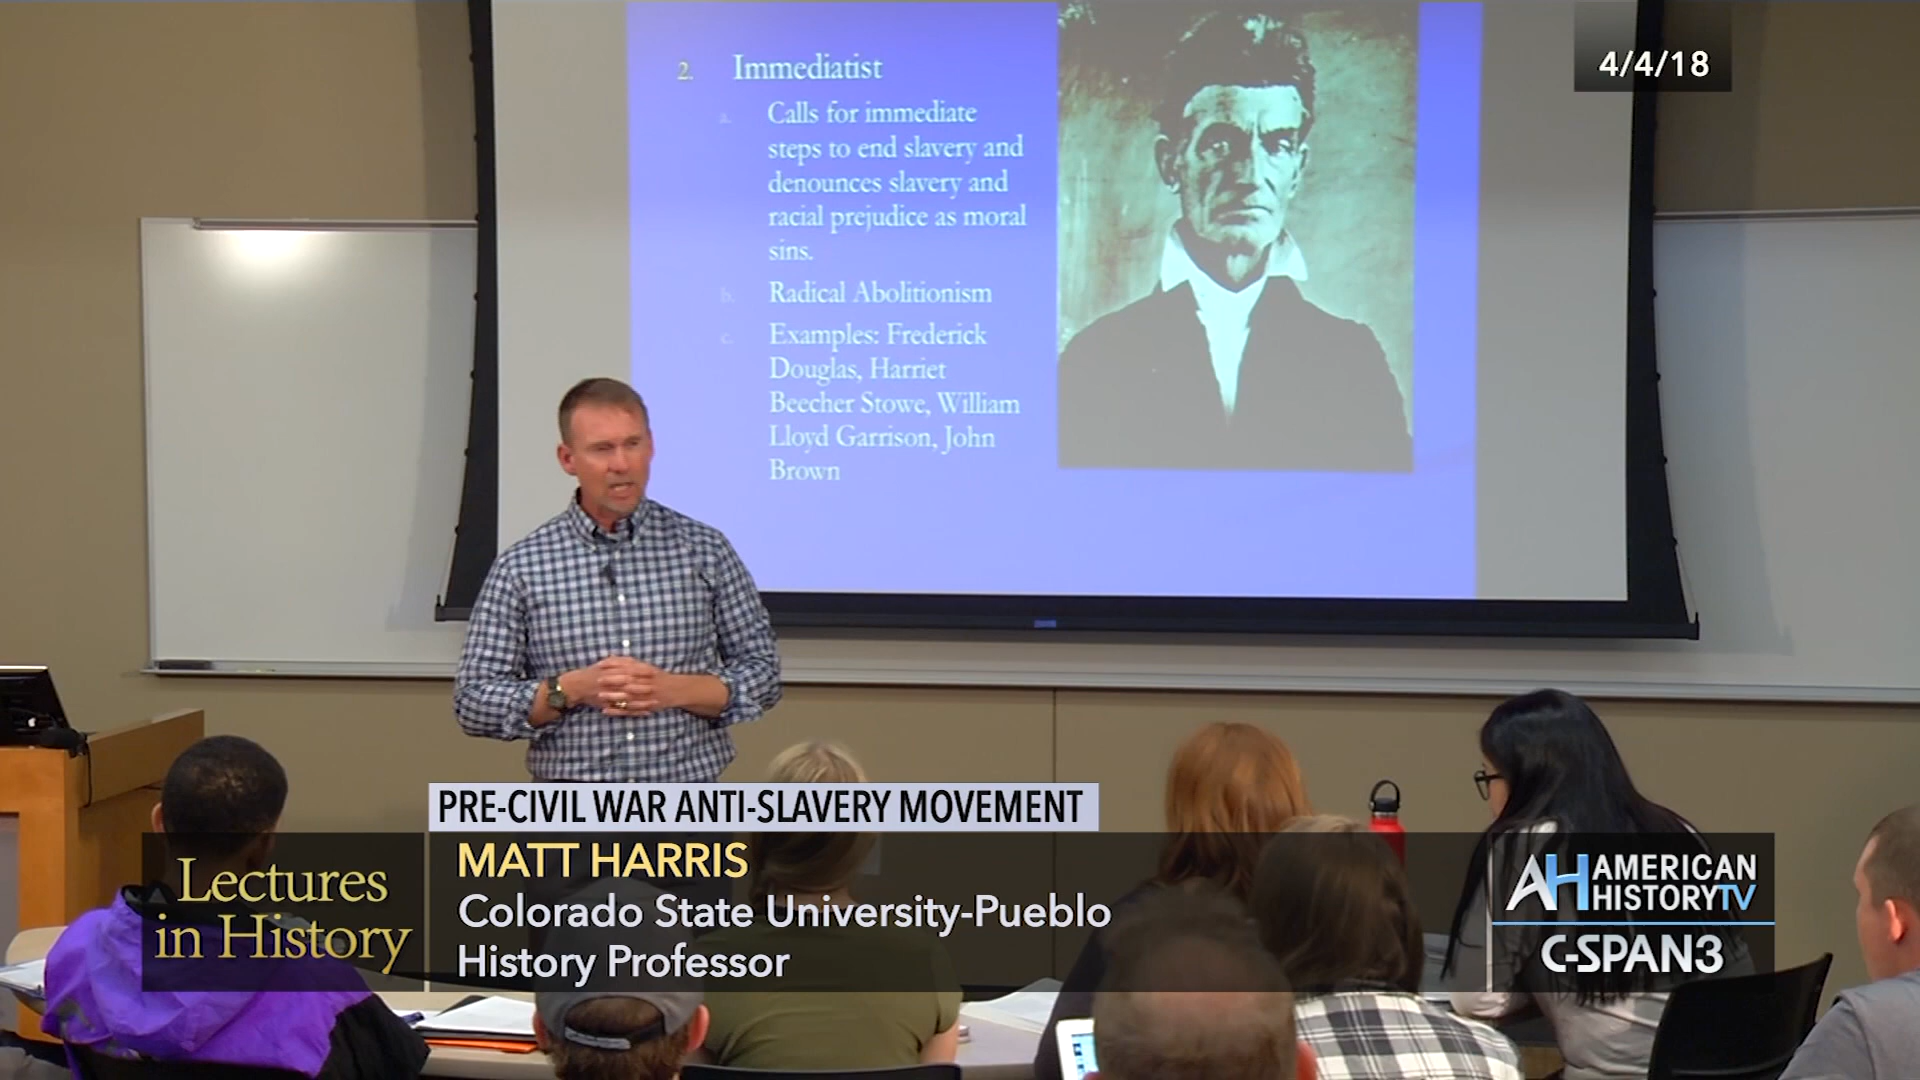 4/4/18
2. Immediatist
a. Calls for immediate
steps to end slavery and
denounces slavery and
racial prejudice as moral
sins.
b. Radical Abolitionism
c. Examples: Frederick
Douglas, Harriet
Beecher Stowe, William
Lloyd Garrison, John
Brown
PRE-CIVIL WAR ANTI-SLAVERY MOVEMENT
Lectures
in History
MATT HARRIS
Colorado State University-Pueblo
History Professor
AH AMERICAN
HISTORY TV
C-SPAN3